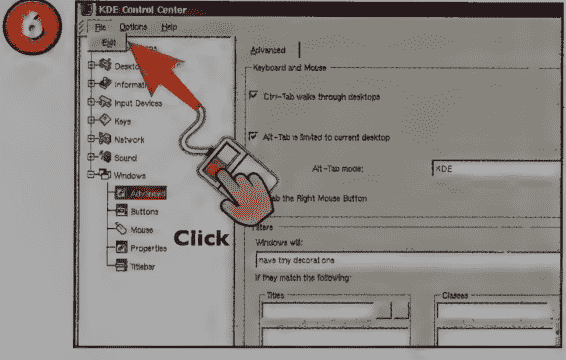 6
KDE Control Center
File Options Help
Exit
Input Devices
Keys
Network
Sound
Windows
Advanced
Buttons
Mouse
Properties
Titlebar
Click
Advanced
Keyboard and Mouse
Ctrl-Tab walks through desktops
Alt-Tab is limited to current desktop
Alt-Tab mode: KDE
the Right Mouse Button
Filters
Windows will:
have tiny decorations
If they match the following:
Titles Classes